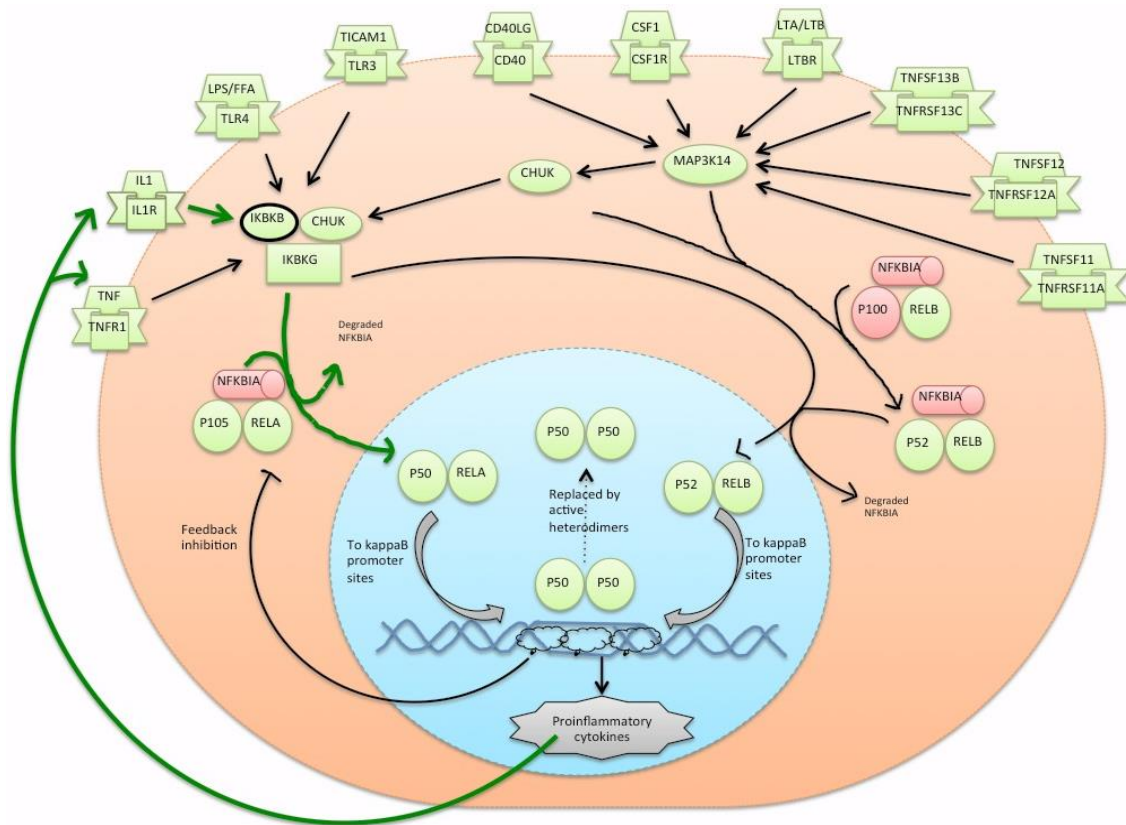 TICAM1
TLR3
CD40LG
CD40
CSF1
CSF1R
LTA/LTB
LTBR
TNFSF13B
TNFRSF13C
LPS/FFA
TLR4
MAP3K14
CHUK
TNFSF12
TNFRSF12A
IL1
IL1R
IKBKB
CHUK
IKBKG
TNFSF11
TNFRSF11A
TNF
TNFR1
NFKBIA
P100
RELB
Degraded
NFKBIA
NFKBIA
P105
RELA
NFKBIA
P52
RELB
P50
P50
P50
RELA
P52
RELB
Replaced by
active
heterodimers
Degraded
NFKBIA
Feedback
inhibition
To kappaB
promoter
sites
To kappaB
promoter
sites
P50
P50
Proinflammatory
cytokines